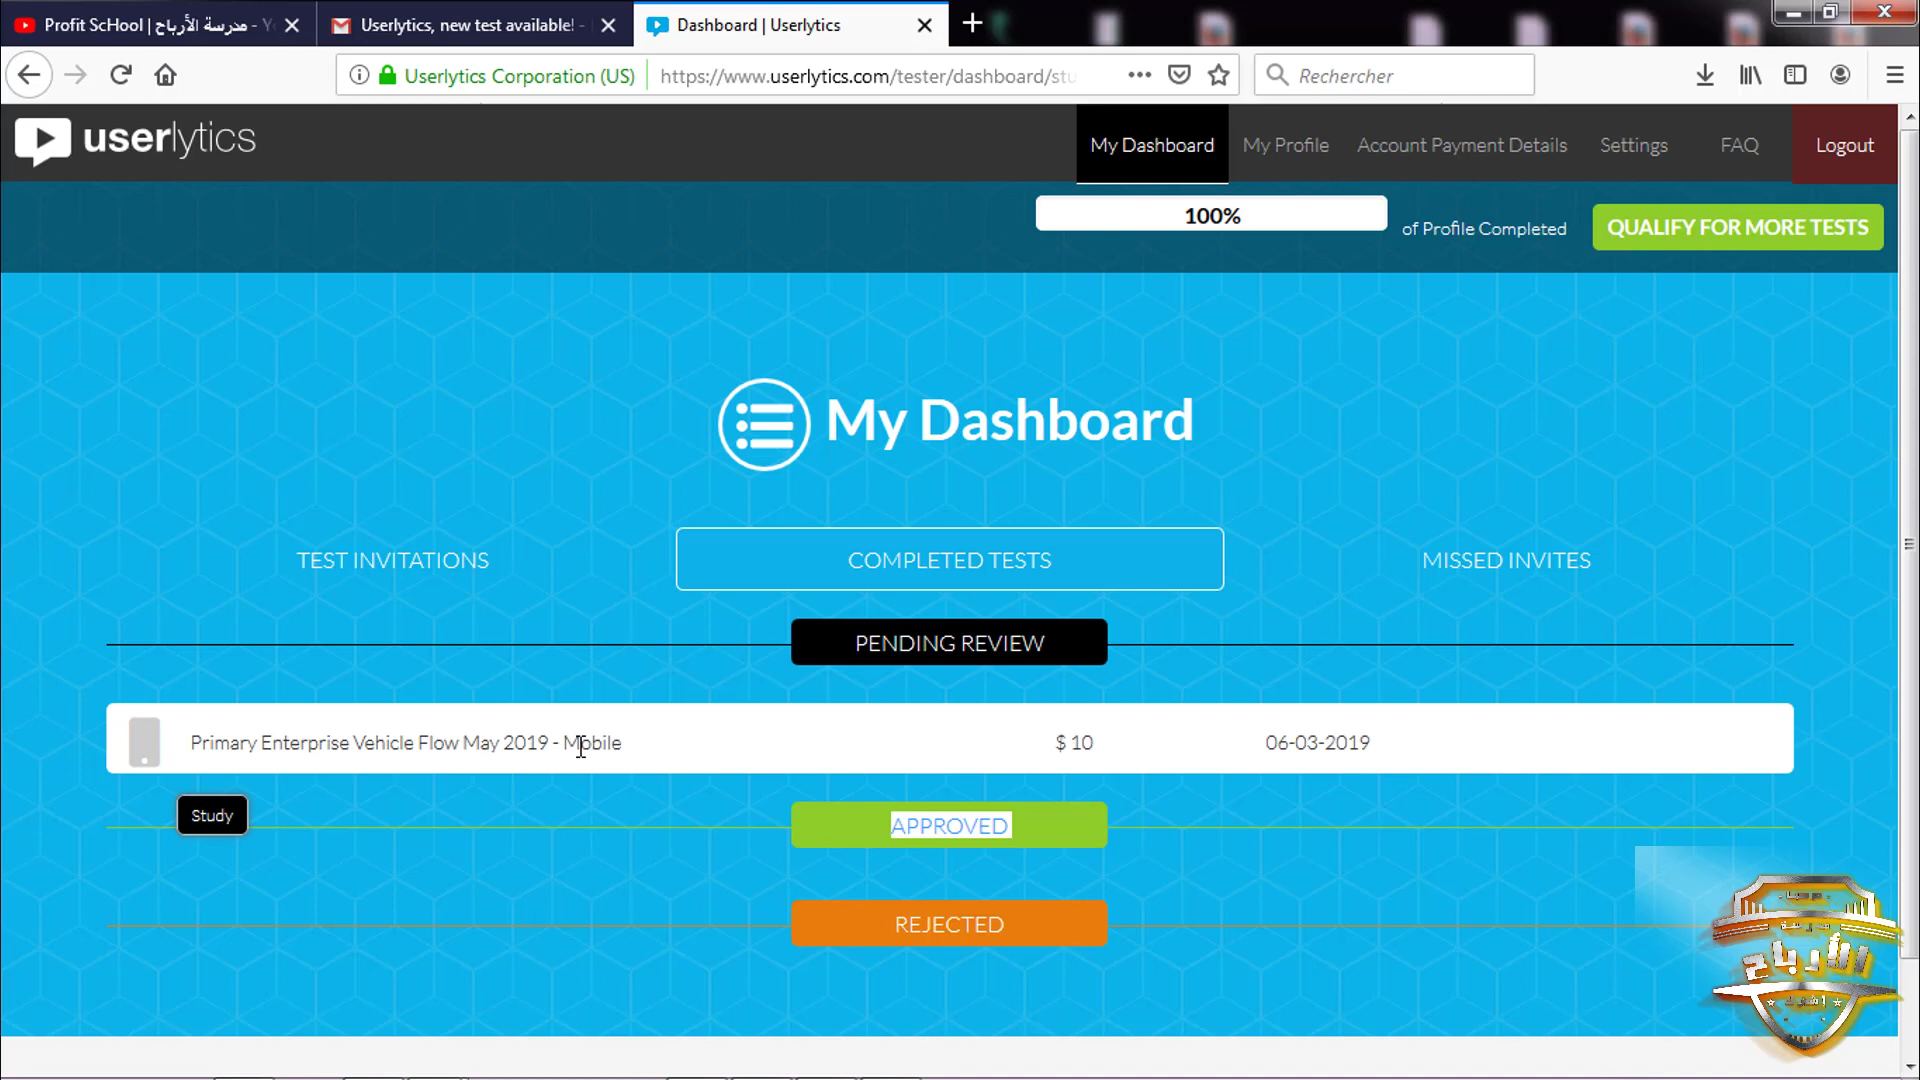 Profit ScHool | مدرسة الأرباح - Y
Userlytics, new test available! -
Dashboard | Userlytics
Userlytics Corporation (US)
https://www.userlytics.com/tester/dashboard/stu
Rechercher
userlytics
My Dashboard
My Profile
Account Payment Details
Settings
FAQ
Logout
100%
of Profile Completed
QUALIFY FOR MORE TESTS
My Dashboard
TEST INVITATIONS
COMPLETED TESTS
MISSED INVITES
PENDING REVIEW
Primary Enterprise Vehicle Flow May 2019 - Mobile
$ 10
06-03-2019
Study
APPROVED
REJECTED
مدرسة
الأرباح